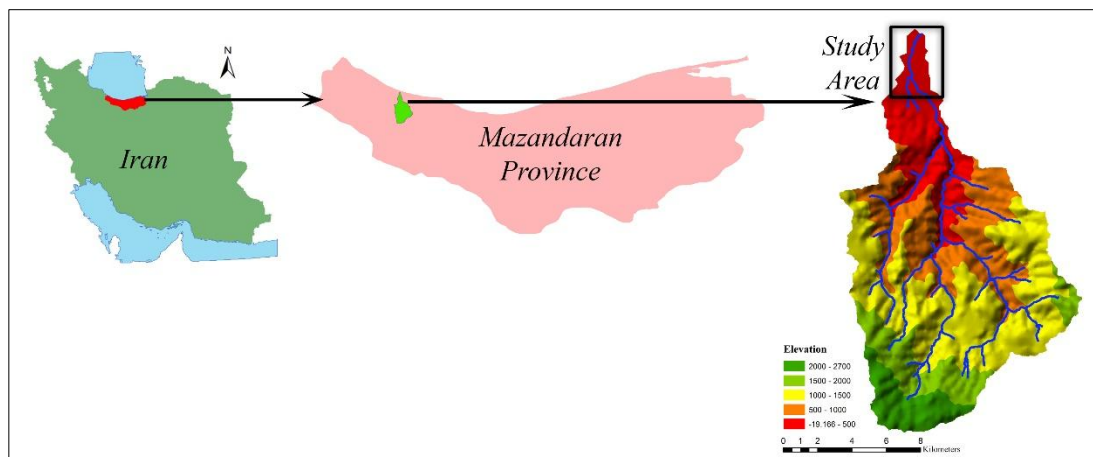 N
Iran
Mazandaran
Province
Study
Area
Elevation
2000 - 2700
1500 - 2000
1000 - 1500
500 - 1000
-19.166 - 500
0 1 2 4 6 8
Kilometers